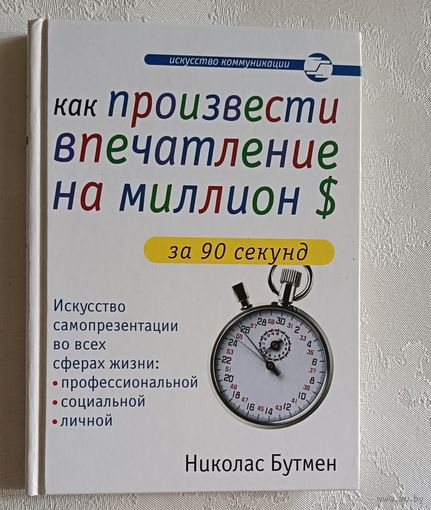 искусство коммуникации
как произвести
впечатление
на миллион $
за 90 секунд
Искусство
самопрезентации
во всех
сферах жизни:
• профессиональной
• социальной
• личной
Николас Бутмен